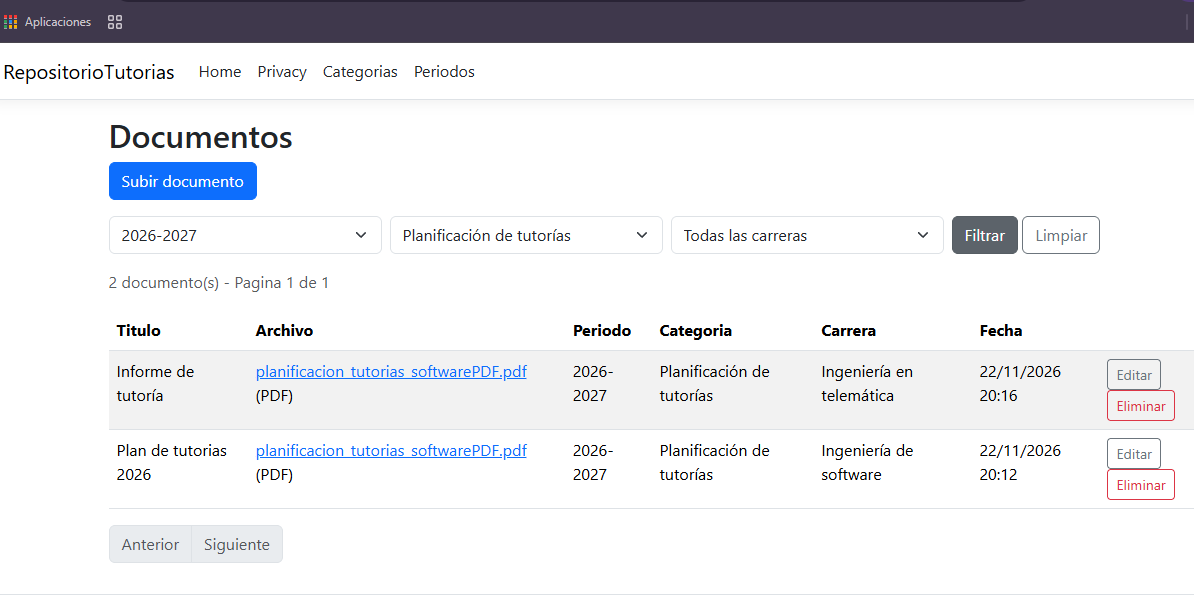 Aplicaciones
RepositorioTutorias Home Privacy Categorias Periodos
Documentos
Subir documento
2026-2027 Planificación de tutorías Todas las carreras Filtrar Limpiar
2 documento(s) - Pagina 1 de 1
Titulo Archivo Periodo Categoria Carrera Fecha
Informe de planificacion_tutorias_softwarePDF.pdf 2026- Planificación de Ingeniería en 22/11/2026 Editar
tutoría (PDF) 2027 tutorías telemática 20:16 Eliminar
Plan de tutorias planificacion_tutorias_softwarePDF.pdf 2026- Planificación de Ingeniería de 22/11/2026 Editar
2026 (PDF) 2027 tutorías software 20:12 Eliminar
Anterior Siguiente